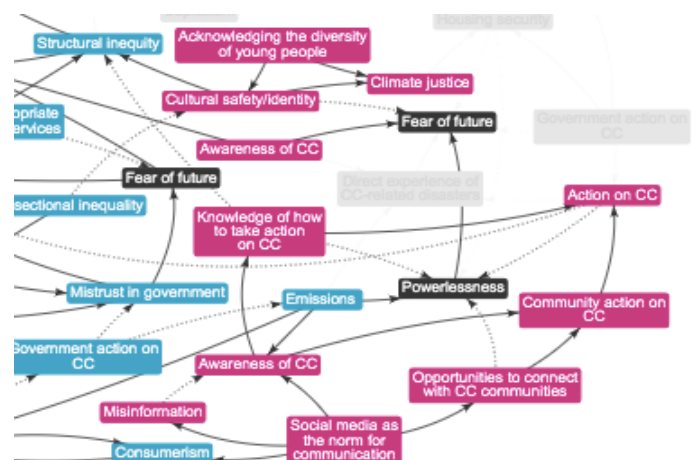 Housing security
Structural inequity
Acknowledging the diversity
of young people
Climate justice
Cultural safety/identity
opriate
ervices
Fear of future
Government action on
CC
Awareness of CC
Fear of future
Direct experience of
CC-related disasters
Action on CC
sectional inequality
Knowledge of how
to take action
on CC
Mistrust in government
Emissions
Powerlessness
Community action on
CC
Government action on
CC
Awareness of CC
Opportunities to connect
with CC communities
Misinformation
Social media as
the norm for
communication
Consumerism